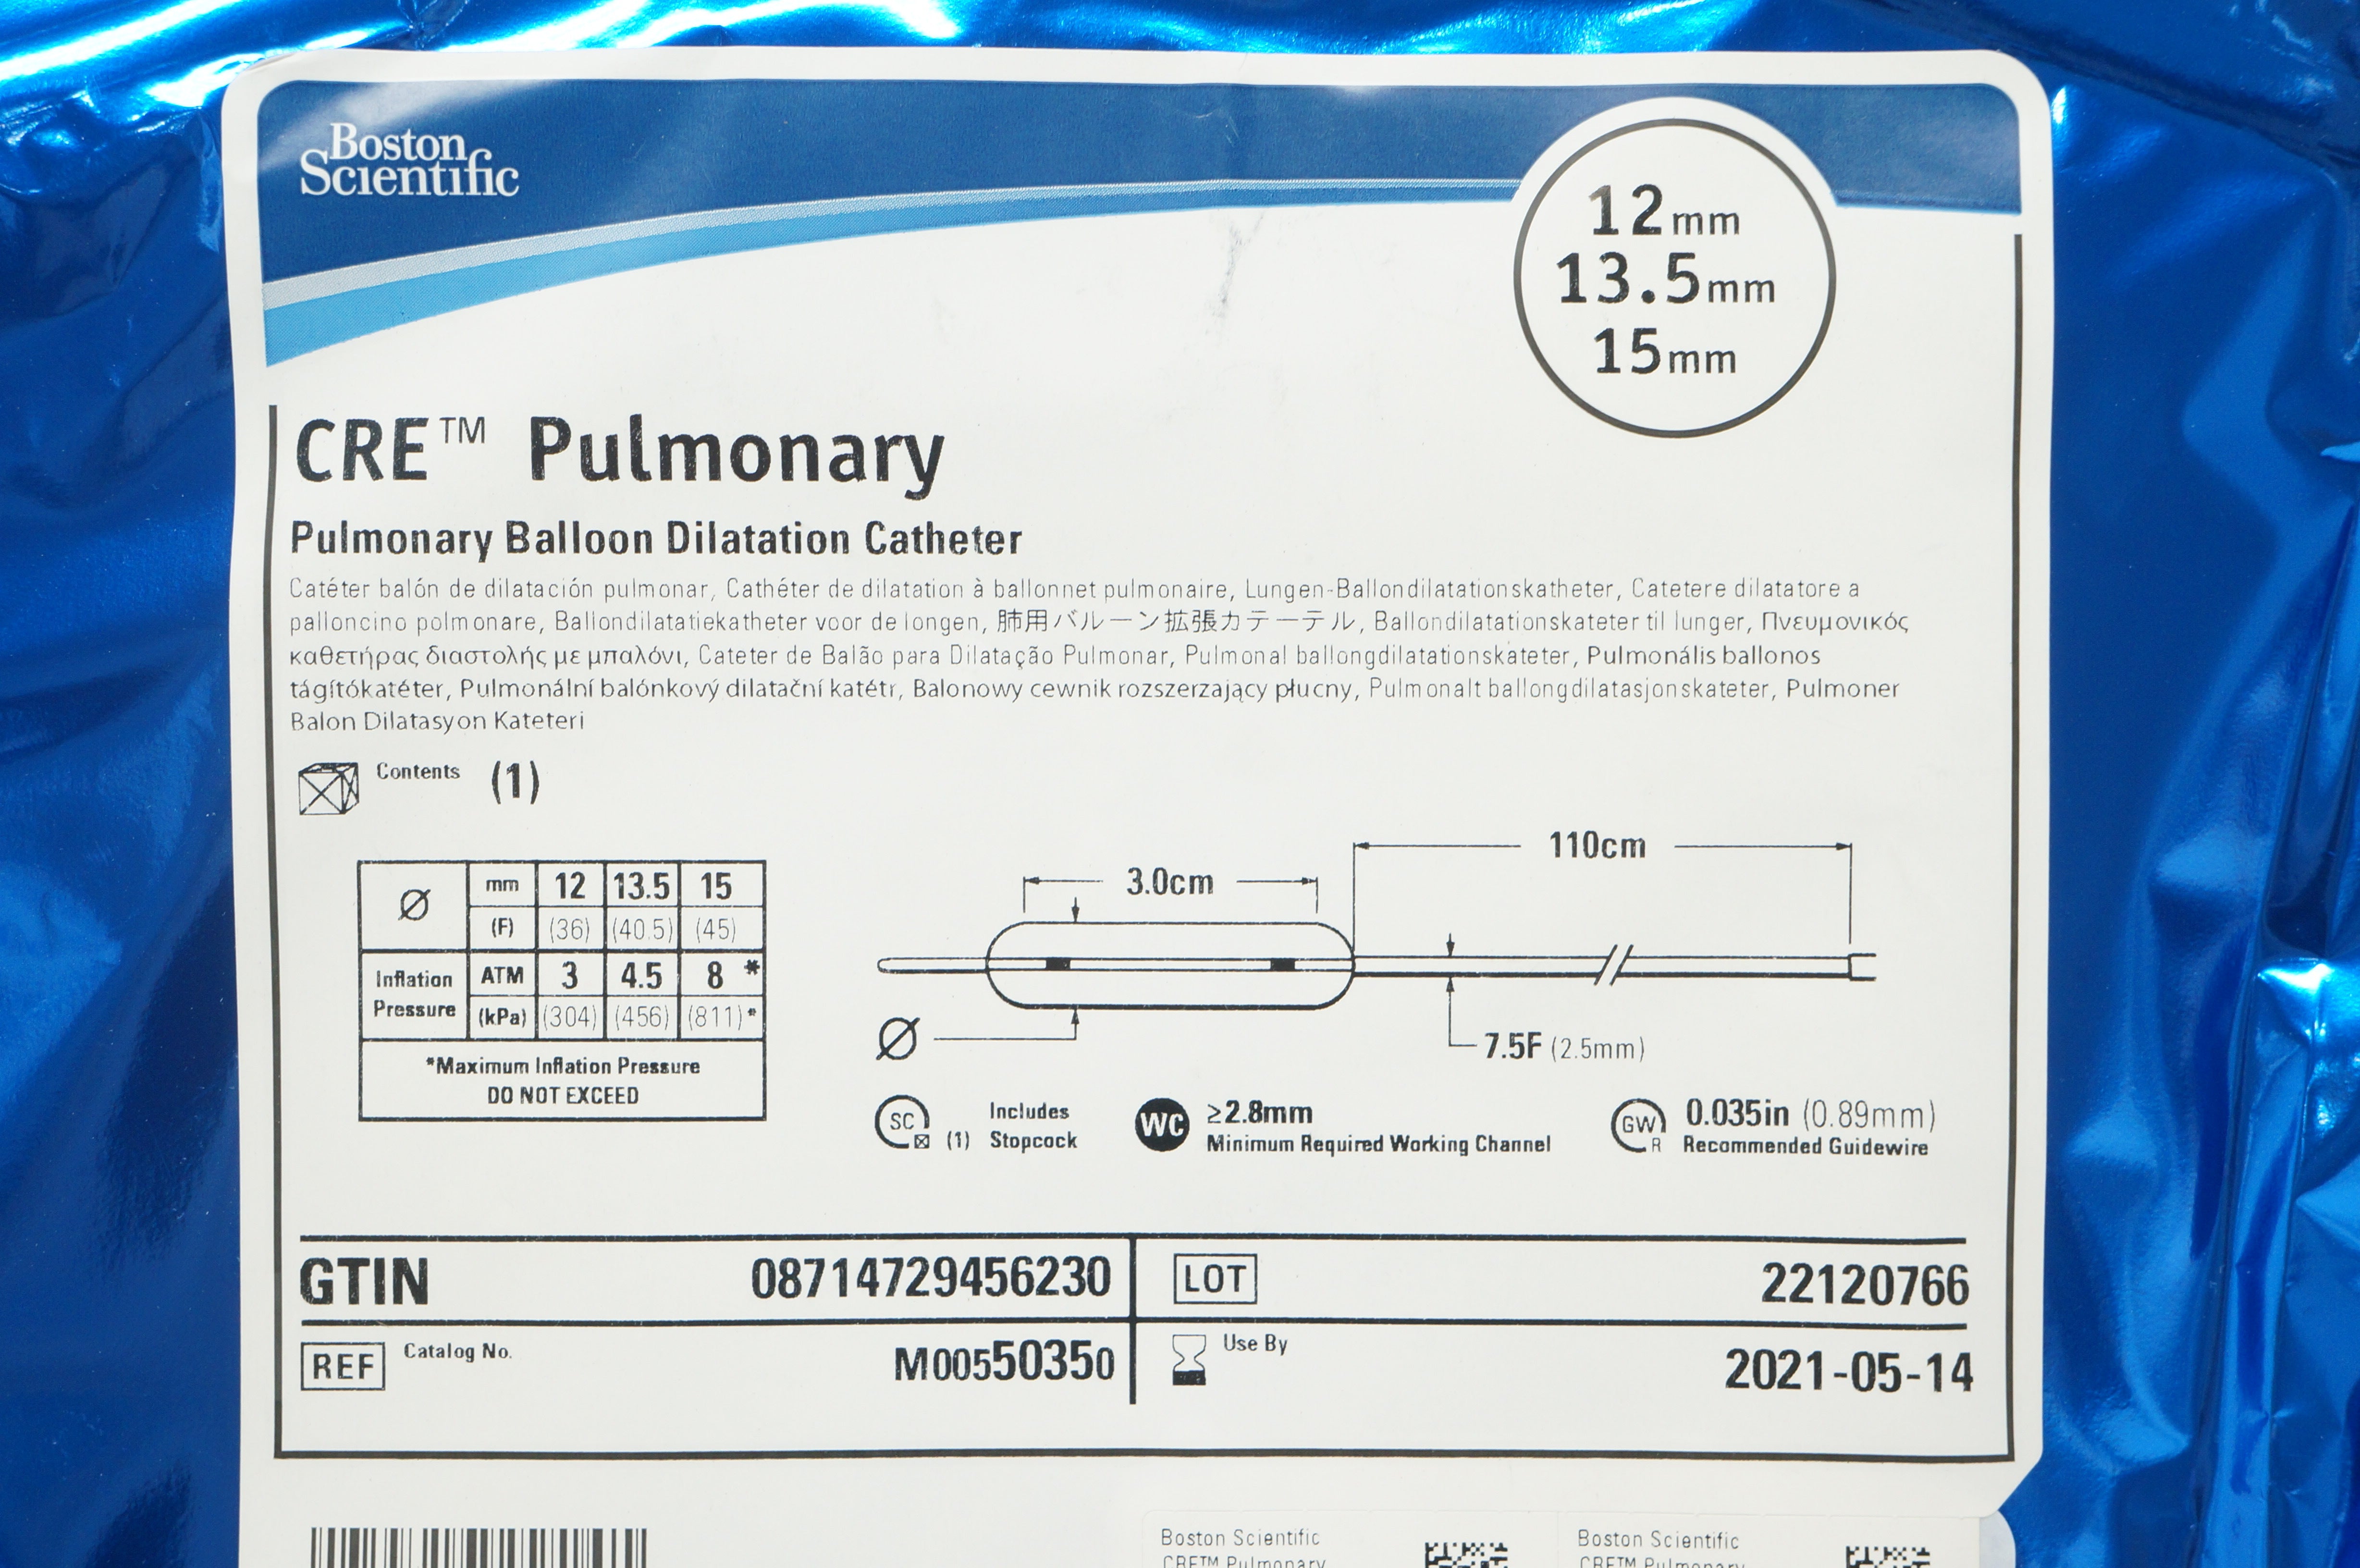 Boston
Scientific
12mm
13.5mm
15mm
CRE™ Pulmonary
Pulmonary Balloon Dilatation Catheter
Catéter balón de dilatación pulmonar, Cathéter de dilatation à ballonnet pulmonaire, Lungen-Ballondilatationskatheter, Catetere dilatatore a
palloncino polmonare, Ballondilatatiekatheter voor de longen, 肺用バルーン拡張カテーテル, Ballondilatationskateter til lunger, Πνευμονικός
καθετήρας διαστολής με μπαλόνι, Cateter de Balão para Dilatação Pulmonar, Pulmonal ballongdilatationskateter, Pulmonális ballonos
tágítókatéter, Pulmonální balónkový dilatační katétr, Balonowy cewnik rozszerzający płucny, Pulmonalt ballongdilatasjonskateter, Pulmoner
Balon Dilatasyon Kateteri
Contents (1)
Ø mm 12 13.5 15
(F) (36) (40.5) (45)
Inflation Pressure ATM 3 4.5 8 *
(kPa) (304) (456) (811)*
*Maximum Inflation Pressure
DO NOT EXCEED
110cm
3.0cm
Ø
7.5F (2.5mm)
SC (1) Includes
Stopcock
WC ≥2.8mm
Minimum Required Working Channel
GW R 0.035in (0.89mm)
Recommended Guidewire
GTIN 08714729456230
LOT 22120766
REF Catalog No. M00550350
Use By 2021-05-14
Boston Scientific
CRE™ Pulmonary
Boston Scientific
CRE™ Pulmonary